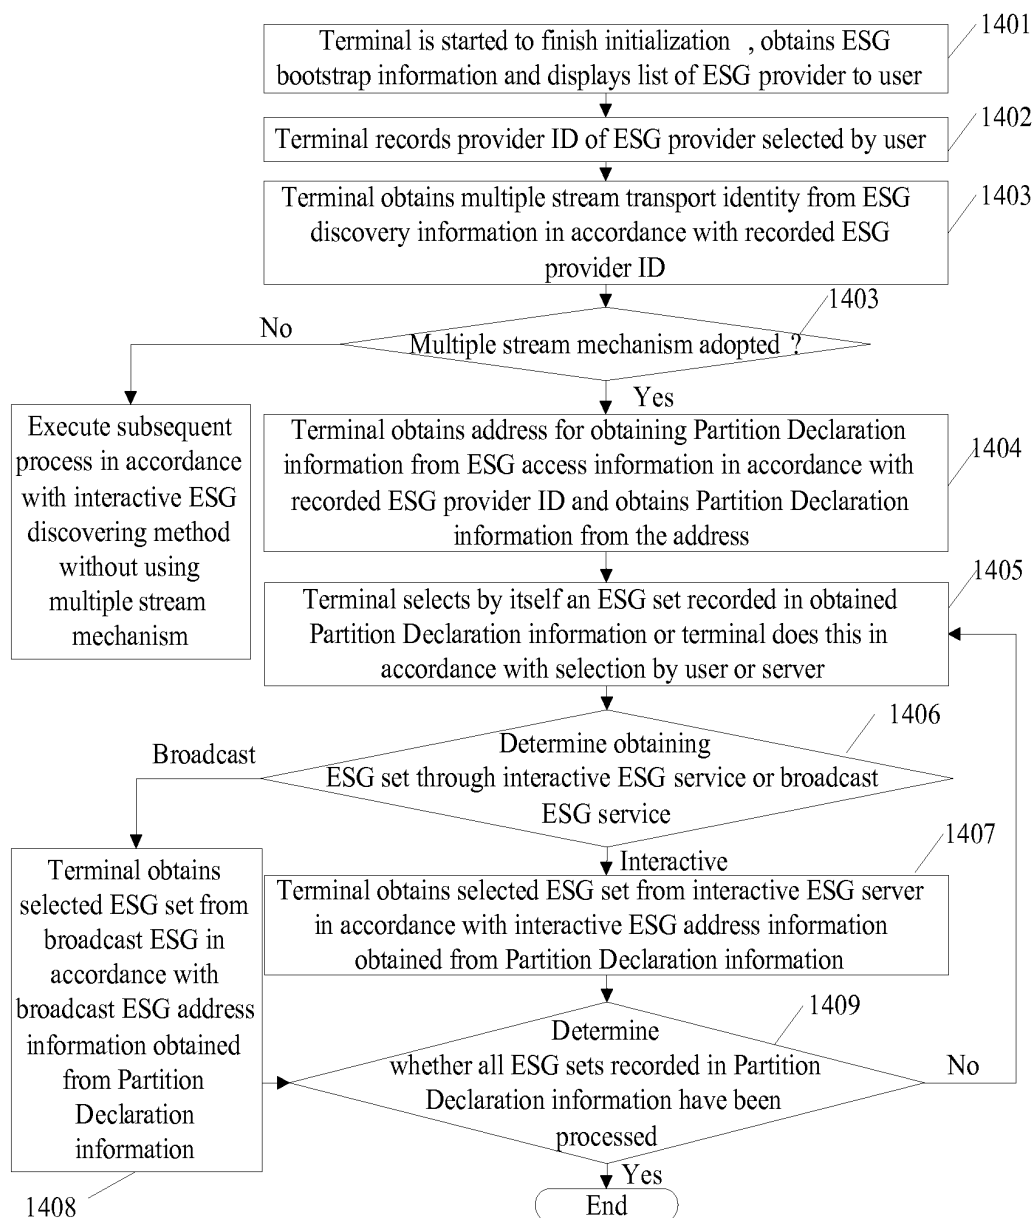 1401
Terminal is started to finish initialization , obtains ESG
bootstrap information and displays list of ESG provider to user
1402
Terminal records provider ID of ESG provider selected by user
1403
Terminal obtains multiple stream transport identity from ESG
discovery information in accordance with recorded ESG
provider ID
1403
Multiple stream mechanism adopted ?
No
Yes
Execute subsequent
process in accordance
with interactive ESG
discovering method
without using
multiple stream
mechanism
1404
Terminal obtains address for obtaining Partition Declaration
information from ESG access information in accordance with
recorded ESG provider ID and obtains Partition Declaration
information from the address
1405
Terminal selects by itself an ESG set recorded in obtained
Partition Declaration information or terminal does this in
accordance with selection by user or server
1406
Determine obtaining
ESG set through interactive ESG service or broadcast
ESG service
Broadcast
Interactive
1407
Terminal obtains selected ESG set from interactive ESG server
in accordance with interactive ESG address information
obtained from Partition Declaration information
Terminal obtains
selected ESG set from
broadcast ESG in
accordance with
broadcast ESG address
information obtained
from Partition
Declaration
information
1408
1409
Determine
whether all ESG sets recorded in Partition
Declaration information have been
processed
No
Yes
End